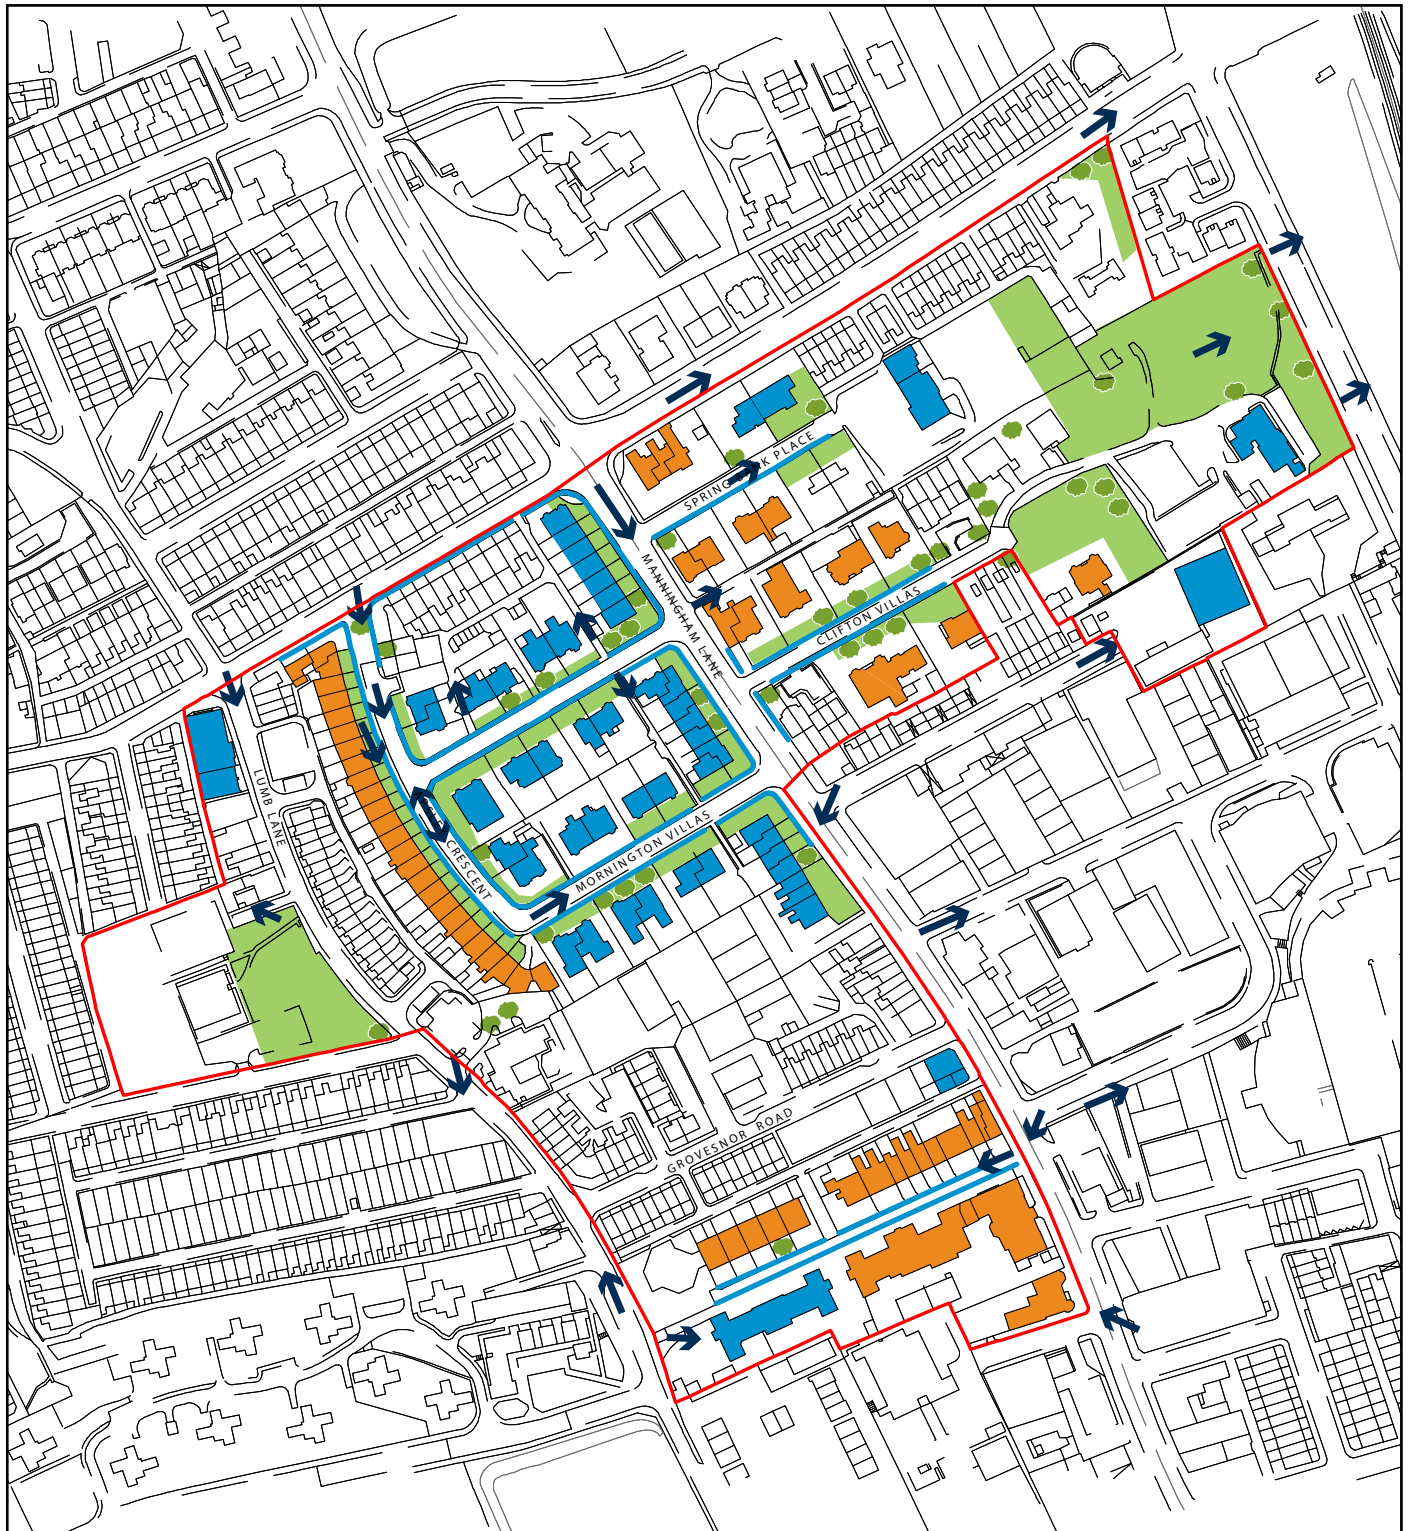 SPRING
PLACE
MANNINGHAM LANE
CLIFTON VILLAS
LUMB LANE
CRESCENT
MORNINGTON VILLAS
GROVESNOR ROAD